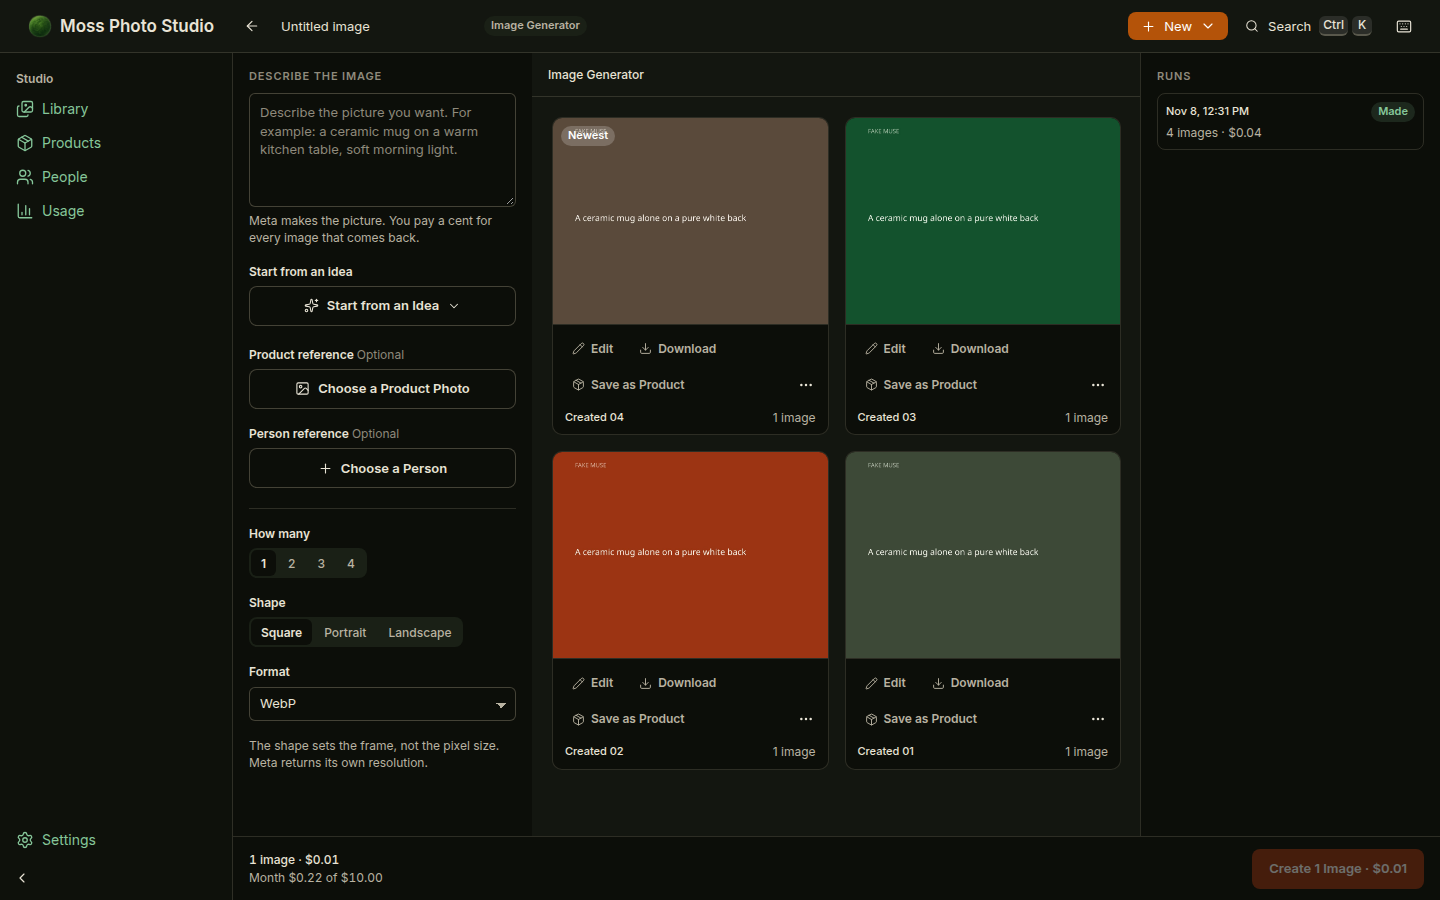 Moss Photo Studio
Untitled image
Image Generator
New
Search Ctrl K
Studio
Library
Products
People
Usage
Settings
DESCRIBE THE IMAGE
Describe the picture you want. For
example: a ceramic mug on a warm
kitchen table, soft morning light.
Meta makes the picture. You pay a cent for
every image that comes back.
Start from an idea
Start from an Idea
Product reference Optional
Choose a Product Photo
Person reference Optional
Choose a Person
How many
1 2 3 4
Shape
Square Portrait Landscape
Format
WebP
The shape sets the frame, not the pixel size.
Meta returns its own resolution.
Image Generator
Newest
A ceramic mug alone on a pure white back
Edit Download
Save as Product
Created 04 1 image
FAKE MUSE
A ceramic mug alone on a pure white back
Edit Download
Save as Product
Created 03 1 image
FAKE MUSE
A ceramic mug alone on a pure white back
Edit Download
Save as Product
Created 02 1 image
FAKE MUSE
A ceramic mug alone on a pure white back
Edit Download
Save as Product
Created 01 1 image
RUNS
Nov 8, 12:31 PM Made
4 images · $0.04
1 image · $0.01
Month $0.22 of $10.00
Create 1 Image · $0.01